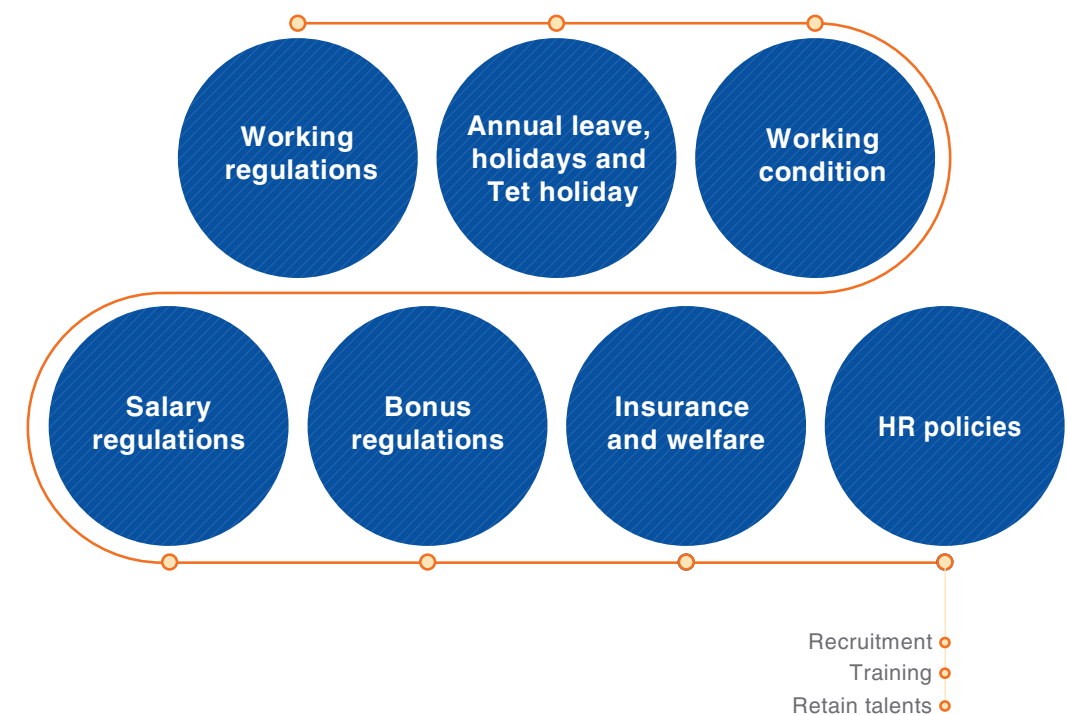 Working
regulations
Annual leave,
holidays and
Tet holiday
Working
condition
Salary
regulations
Bonus
regulations
Insurance
and welfare
HR policies
Recruitment
Training
Retain talents